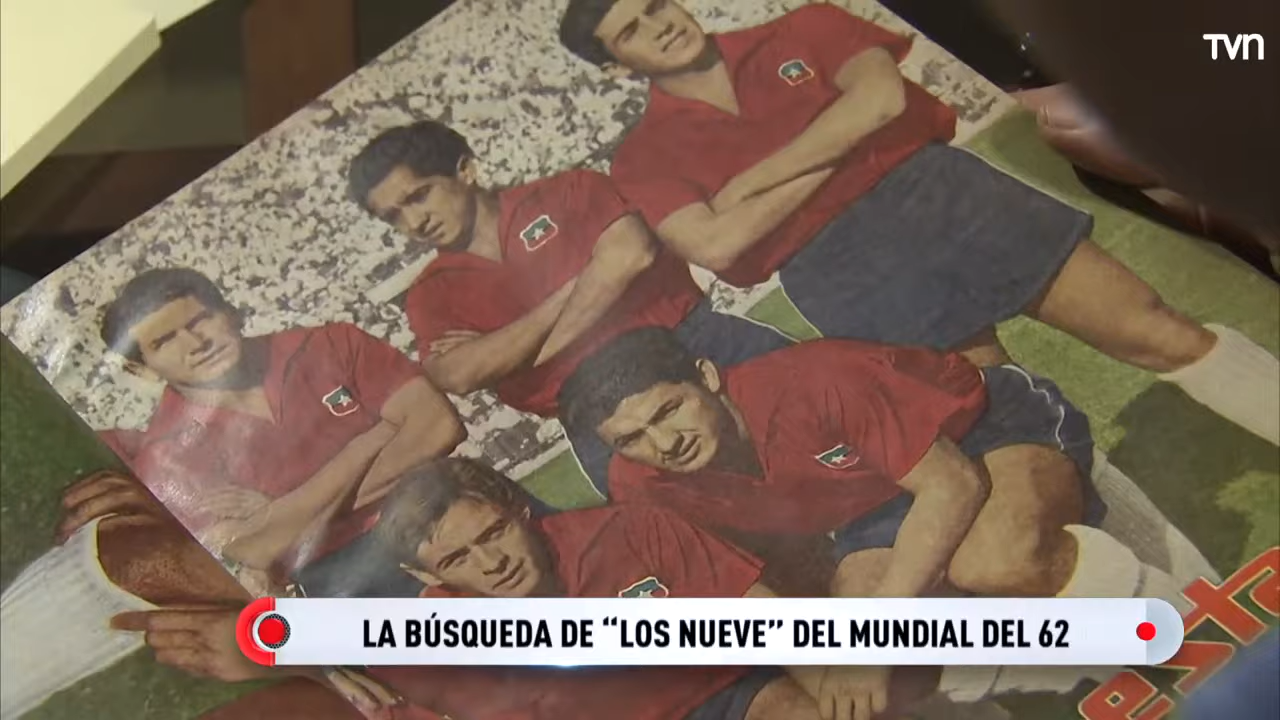 TVN
LA BÚSQUEDA DE “LOS NUEVE” DEL MUNDIAL DEL 62